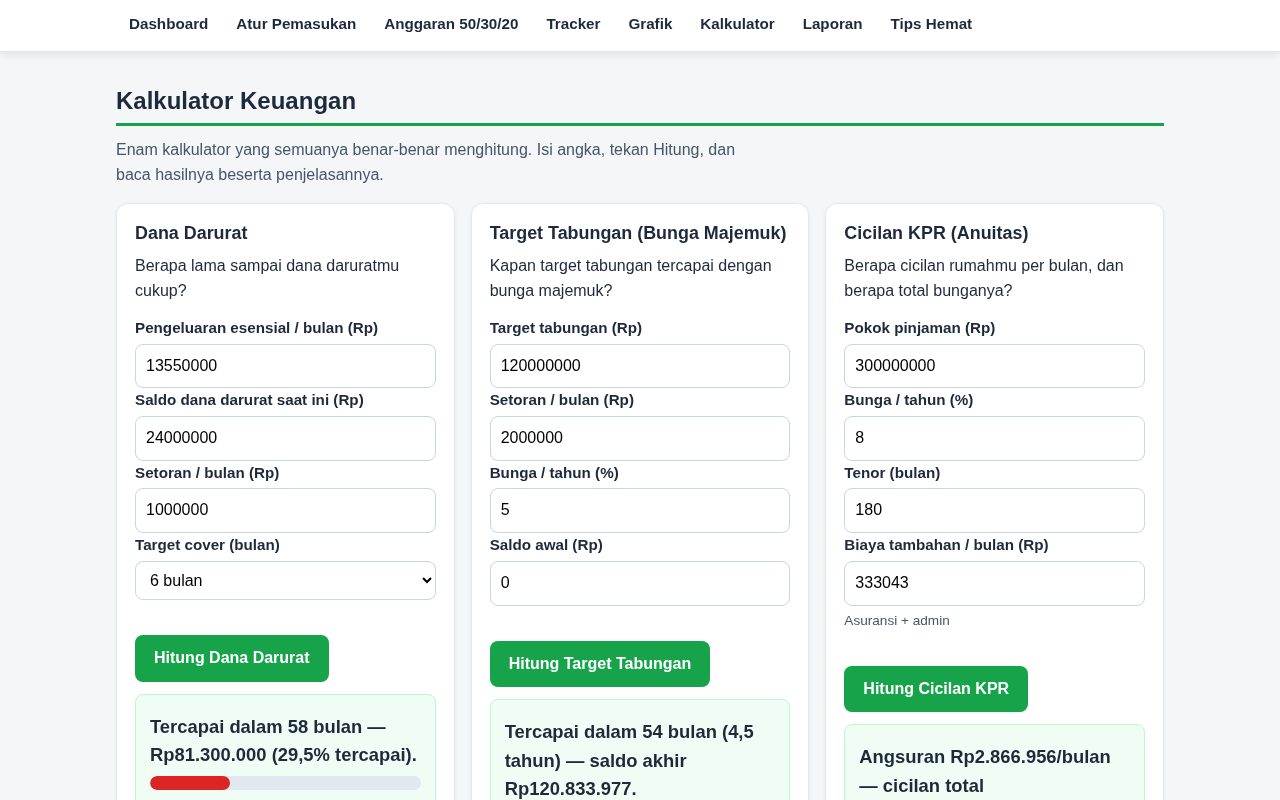 Dashboard Atur Pemasukan Anggaran 50/30/20 Tracker Grafik Kalkulator Laporan Tips Hemat
Kalkulator Keuangan
Enam kalkulator yang semuanya benar-benar menghitung. Isi angka, tekan Hitung, dan
baca hasilnya beserta penjelasannya.
Dana Darurat
Berapa lama sampai dana daruratmu
cukup?
Pengeluaran esensial / bulan (Rp)
13550000
Saldo dana darurat saat ini (Rp)
24000000
Setoran / bulan (Rp)
1000000
Target cover (bulan)
6 bulan
Hitung Dana Darurat
Tercapai dalam 58 bulan —
Rp81.300.000 (29,5% tercapai).
Target Tabungan (Bunga Majemuk)
Kapan target tabungan tercapai dengan
bunga majemuk?
Target tabungan (Rp)
120000000
Setoran / bulan (Rp)
2000000
Bunga / tahun (%)
5
Saldo awal (Rp)
0
Hitung Target Tabungan
Tercapai dalam 54 bulan (4,5
tahun) — saldo akhir
Rp120.833.977.
Cicilan KPR (Anuitas)
Berapa cicilan rumahmu per bulan, dan
berapa total bunganya?
Pokok pinjaman (Rp)
300000000
Bunga / tahun (%)
8
Tenor (bulan)
180
Biaya tambahan / bulan (Rp)
333043
Asuransi + admin
Hitung Cicilan KPR
Angsuran Rp2.866.956/bulan
— cicilan total